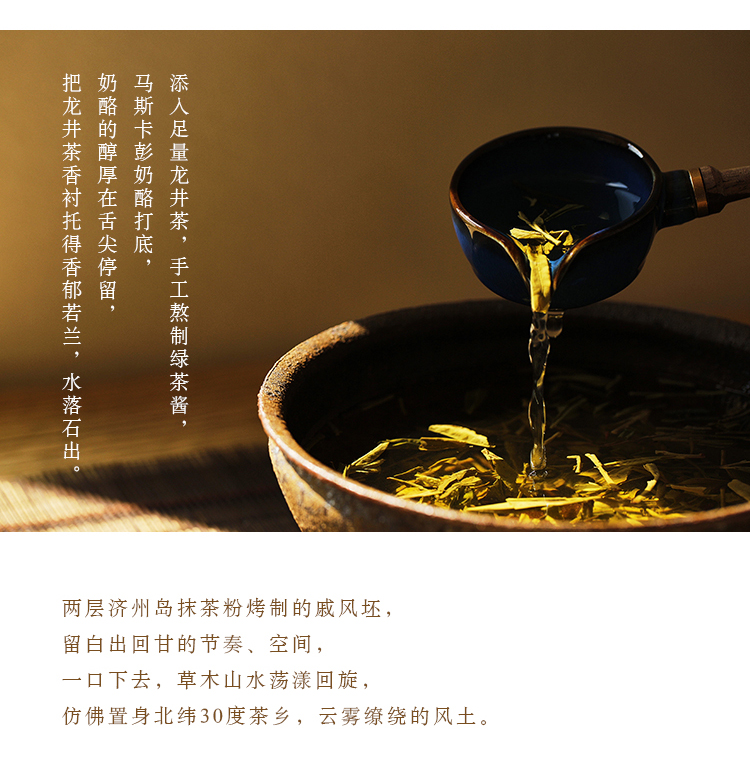 添入足量龙井茶，手工熬制绿茶酱，
马斯卡彭奶酪打底，
奶酪的醇厚在舌尖停留，
把龙井茶香衬托得香郁若兰，水落石出。
两层济州岛抹茶粉烤制的戚风坯，
留白出回甘的节奏、空间，
一口下去，草木山水荡漾回旋，
仿佛置身北纬30度茶乡，云雾缭绕的风土。